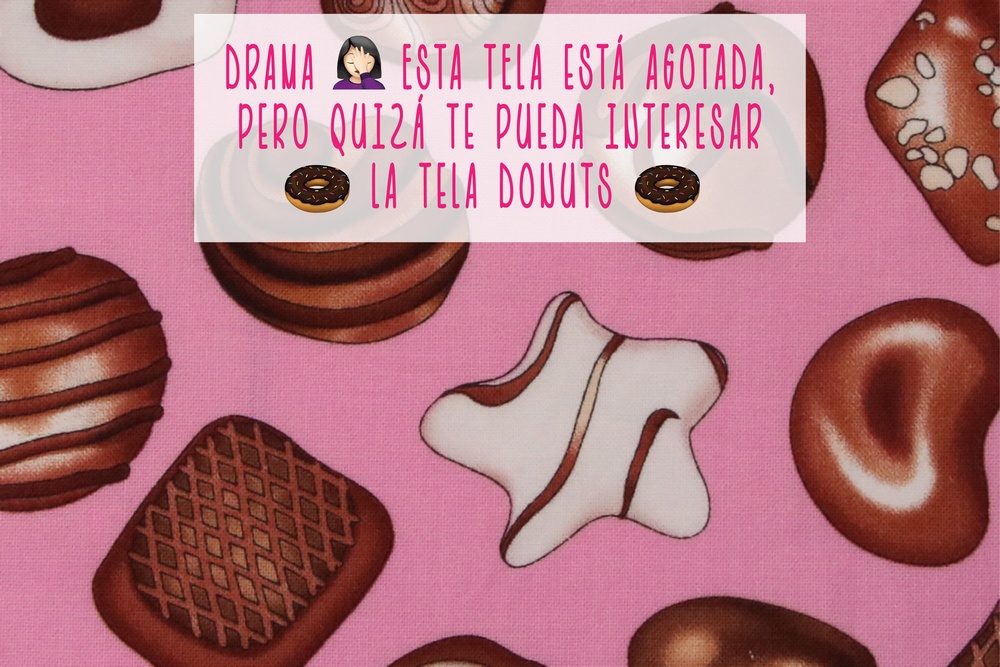 DRAMA 🤦🏻‍♀️ ESTA TELA ESTÁ AGOTADA,
PERO QUIZÁ TE PUEDA INTERESAR
🍩 LA TELA DONUTS 🍩